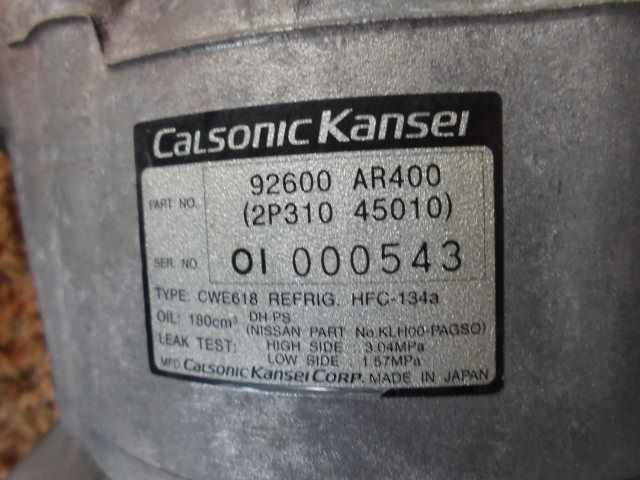 CALSONIC KANSEI
PART NO. 92600 AR400
(2P310 45010)
SER. NO. 01 000543
TYPE: CWE618 REFRIG. HFC-134a
OIL: 180cm³ DH-PS
(NISSAN PART No.KLH00-PAGS0)
LEAK TEST: HIGH SIDE : 3.04MPa
LOW SIDE : 1.57MPa
MFD. CALSONIC KANSEI CORP. MADE IN JAPAN